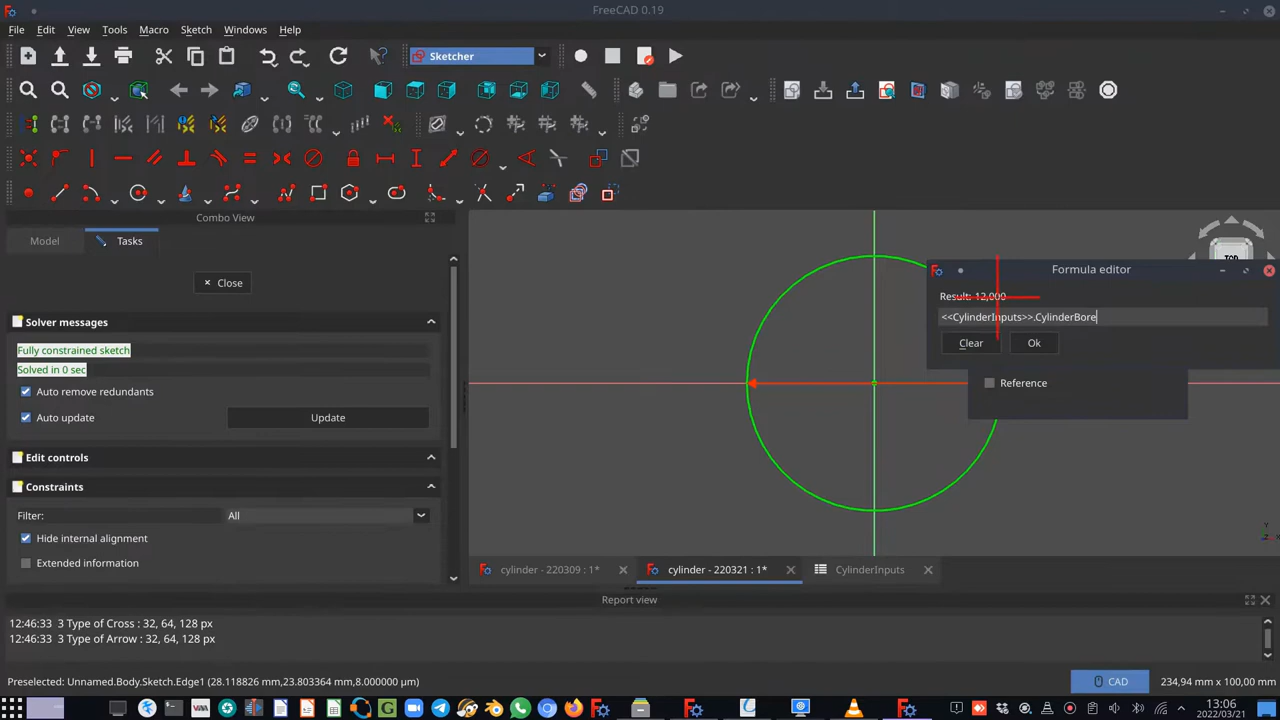 FreeCAD 0.19
File Edit View Tools Macro Sketch Windows Help
Sketcher
Combo View
Model Tasks
Close
Solver messages
Fully constrained sketch
Solved in 0 sec
Auto remove redundants
Auto update Update
Edit controls
Constraints
Filter: All
Hide internal alignment
Extended information
TOP
Formula editor
Result: 12,000
<<CylinderInputs>>.CylinderBore
Clear Ok
Reference
Y
cylinder - 220309 : 1* cylinder - 220321 : 1* CylinderInputs
Report view
12:46:33 3 Type of Cross : 32, 64, 128 px
12:46:33 3 Type of Arrow : 32, 64, 128 px
Preselected: Unnamed.Body.Sketch.Edge1 (28.118826 mm,23.803364 mm,8.000000 µm) CAD 234,94 mm x 100,00 mm
13:06
2022/03/21